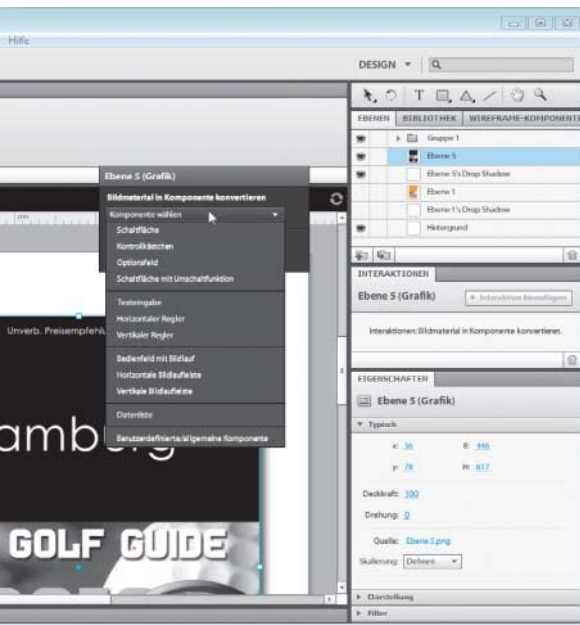 Hilfe
DESIGN
EBENEN BIBLIOTHEK WIREFRAME-KOMPONENTE
Gruppe 1
Ebene 5
Ebene 5's Drop Shadow
Ebene 1
Ebene 1's Drop Shadow
Hintergrund
Ebene 5 (Grafik)
Bildmaterial in Komponente konvertieren
Komponente wählen
Schaltfläche
Kontrollkästchen
Optionsfeld
Schaltfläche mit Umschaltfunktion
Texteingabe
Horizontaler Regler
Vertikaler Regler
Bedienfeld mit Bildlauf
Horizontale Bildlaufleiste
Vertikale Bildlaufleiste
Datenliste
Benutzerdefinierte/allgemeine Komponente
INTERAKTIONEN
Ebene 5 (Grafik)
+ Interaktion hinzufügen
Interaktionen: Bildmaterial in Komponente konvertieren.
EIGENSCHAFTEN
Ebene 5 (Grafik)
Typisch
x: 56 B: 446
y: 78 H: 617
Deckkraft: 100
Drehung: 0
Quelle: Ebene 5.png
Skalierung: Dehnen
Darstellung
Filter
Unverb. Preisempfehl
amburg
GOLF GUIDE